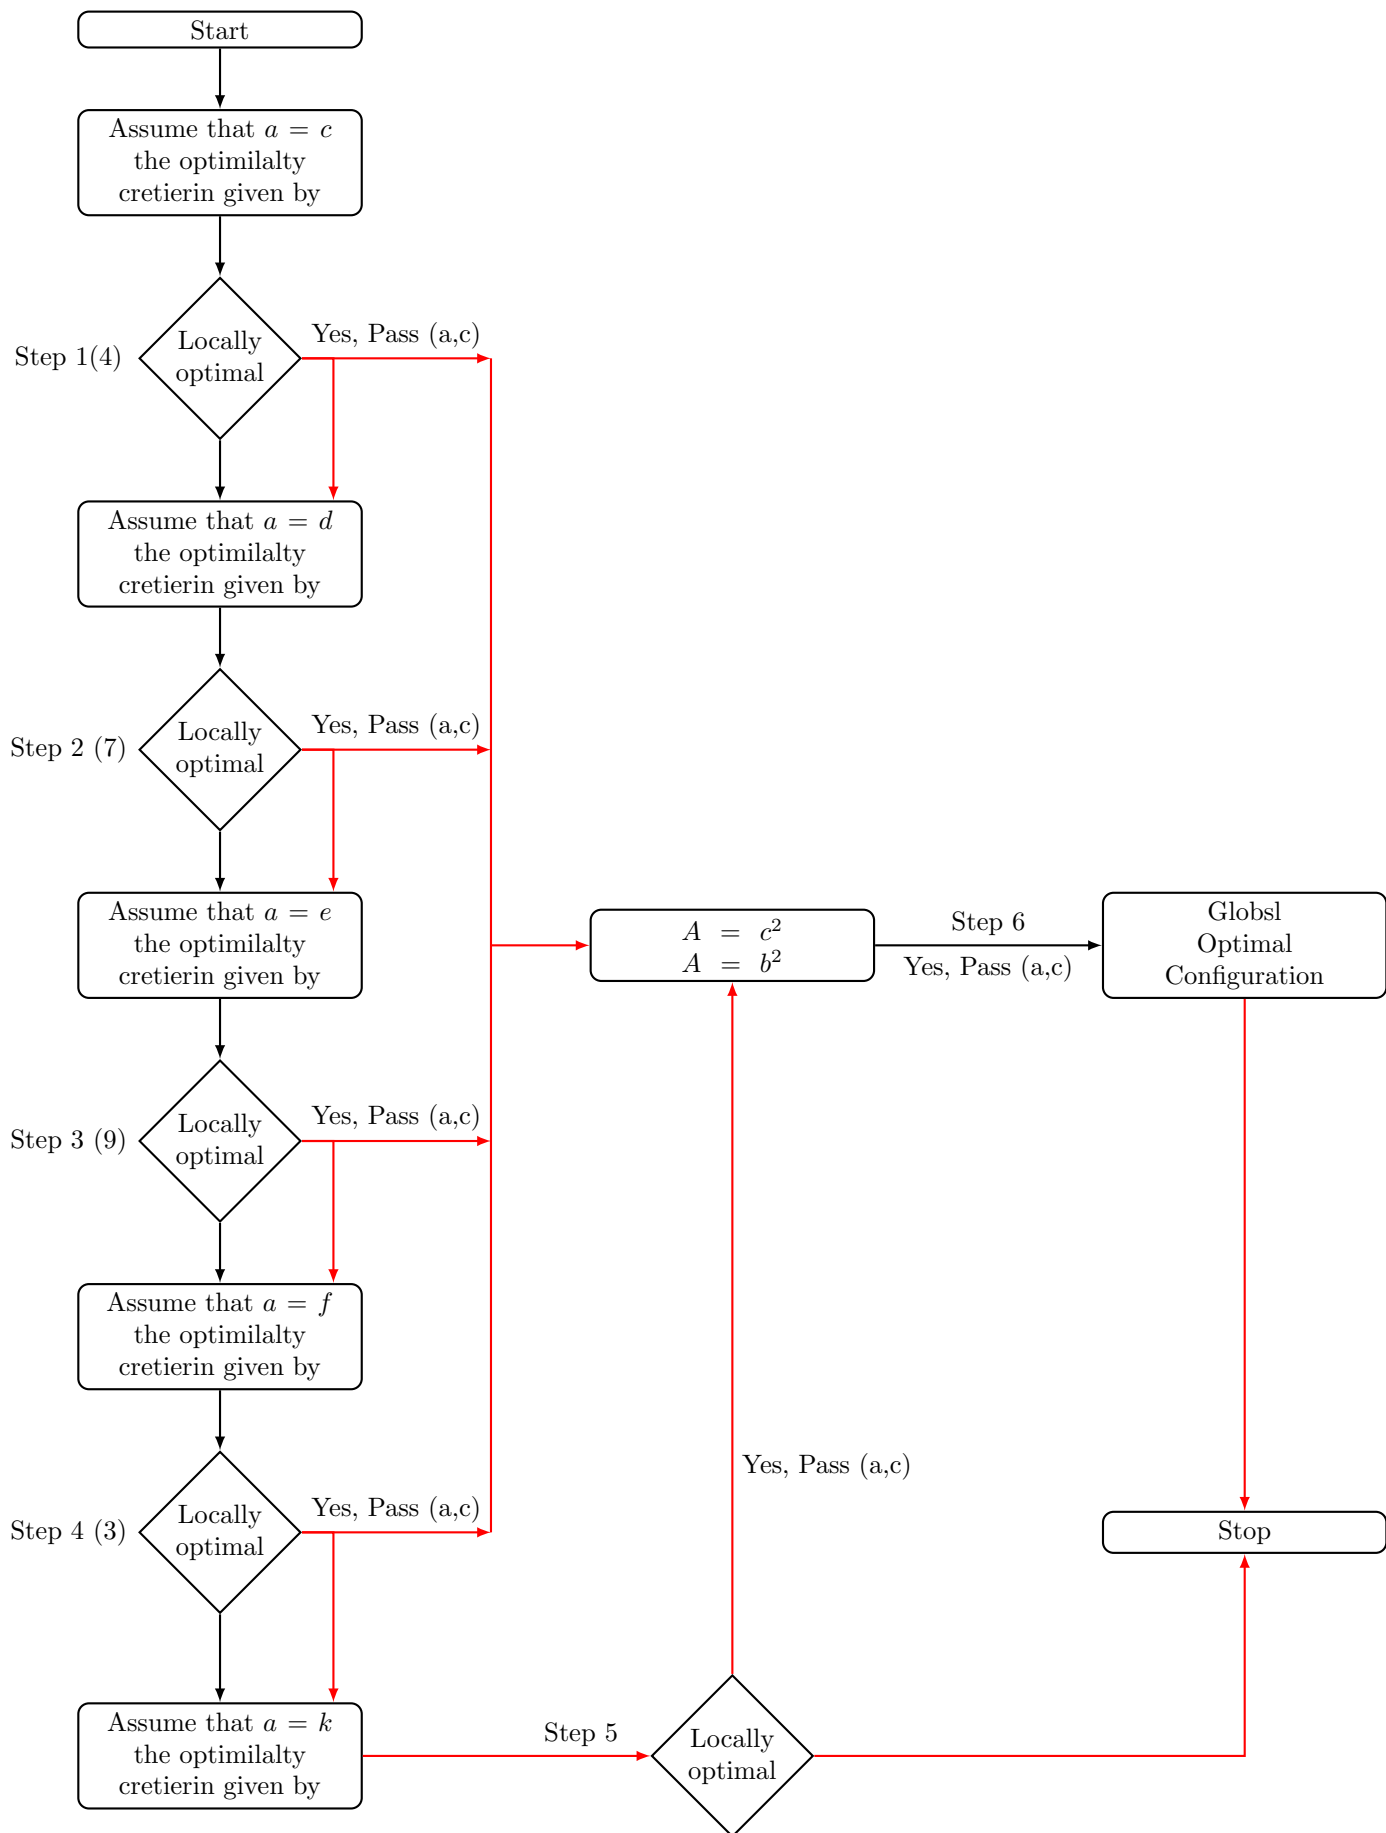 Start
Assume that a = c
the optimilalty
cretierin given by
Step 1(4)
Locally
optimal
Yes, Pass (a,c)
Assume that a = d
the optimilalty
cretierin given by
Step 2 (7)
Locally
optimal
Yes, Pass (a,c)
Assume that a = e
the optimilalty
cretierin given by
A = c²
A = b²
Step 6
Yes, Pass (a,c)
Globsl
Optimal
Configuration
Step 3 (9)
Locally
optimal
Yes, Pass (a,c)
Assume that a = f
the optimilalty
cretierin given by
Yes, Pass (a,c)
Step 4 (3)
Locally
optimal
Yes, Pass (a,c)
Stop
Assume that a = k
the optimilalty
cretierin given by
Step 5
Locally
optimal